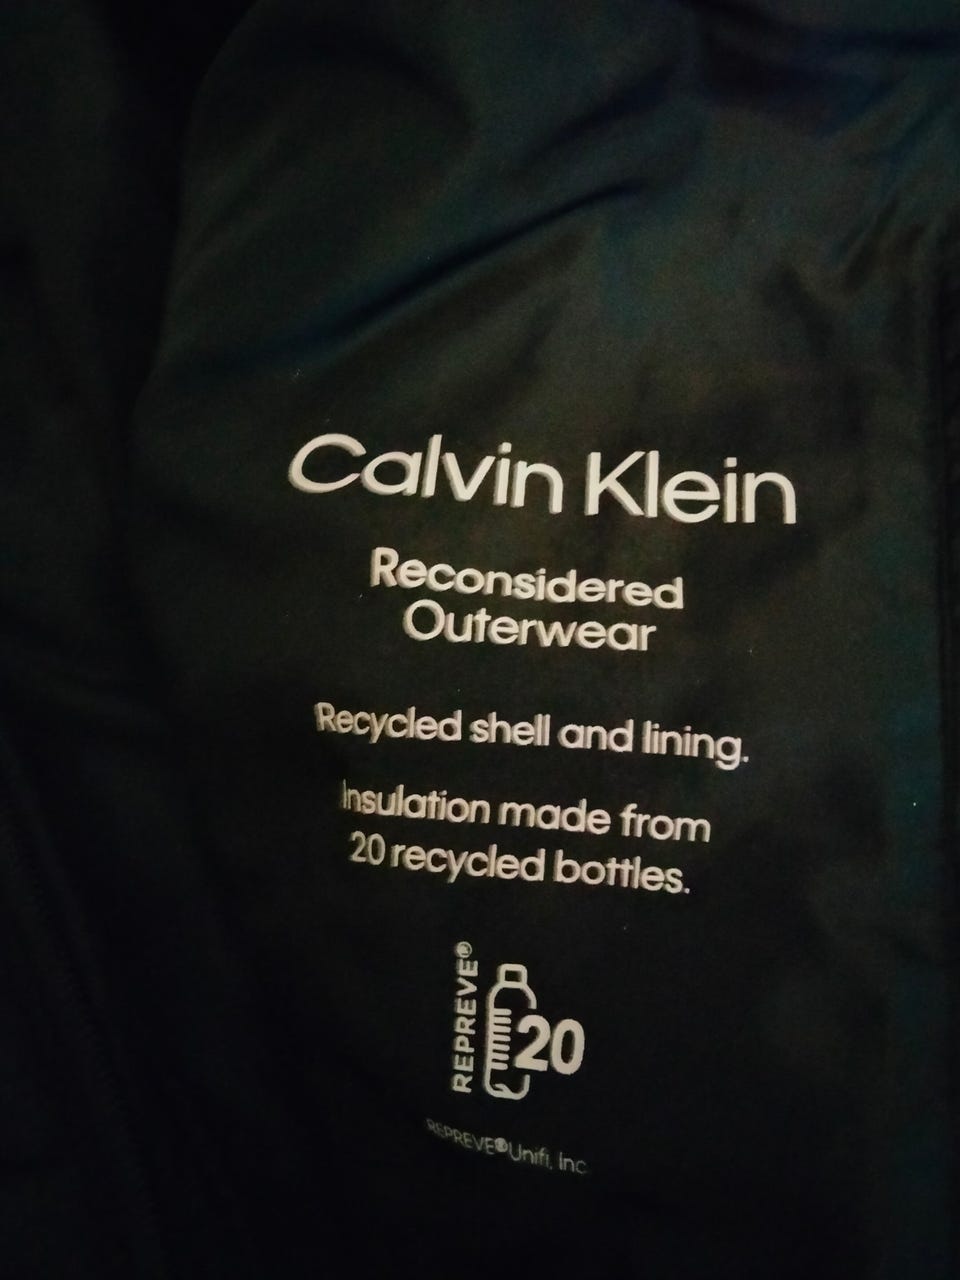 Calvin Klein
Reconsidered
Outerwear
Recycled shell and lining.
Insulation made from
20 recycled bottles.
REPREVE®
20
REPREVE® Unifi, Inc